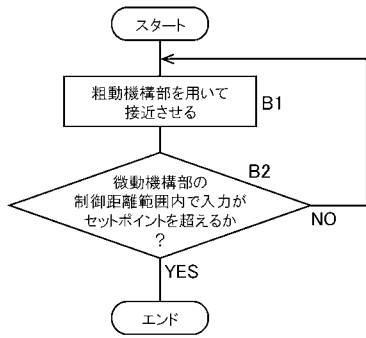 スタート
粗動機構部を用いて
接近させる
B1
微動機構部の
制御距離範囲内で入力が
セットポイントを超えるか
?
B2
NO
YES
エンド